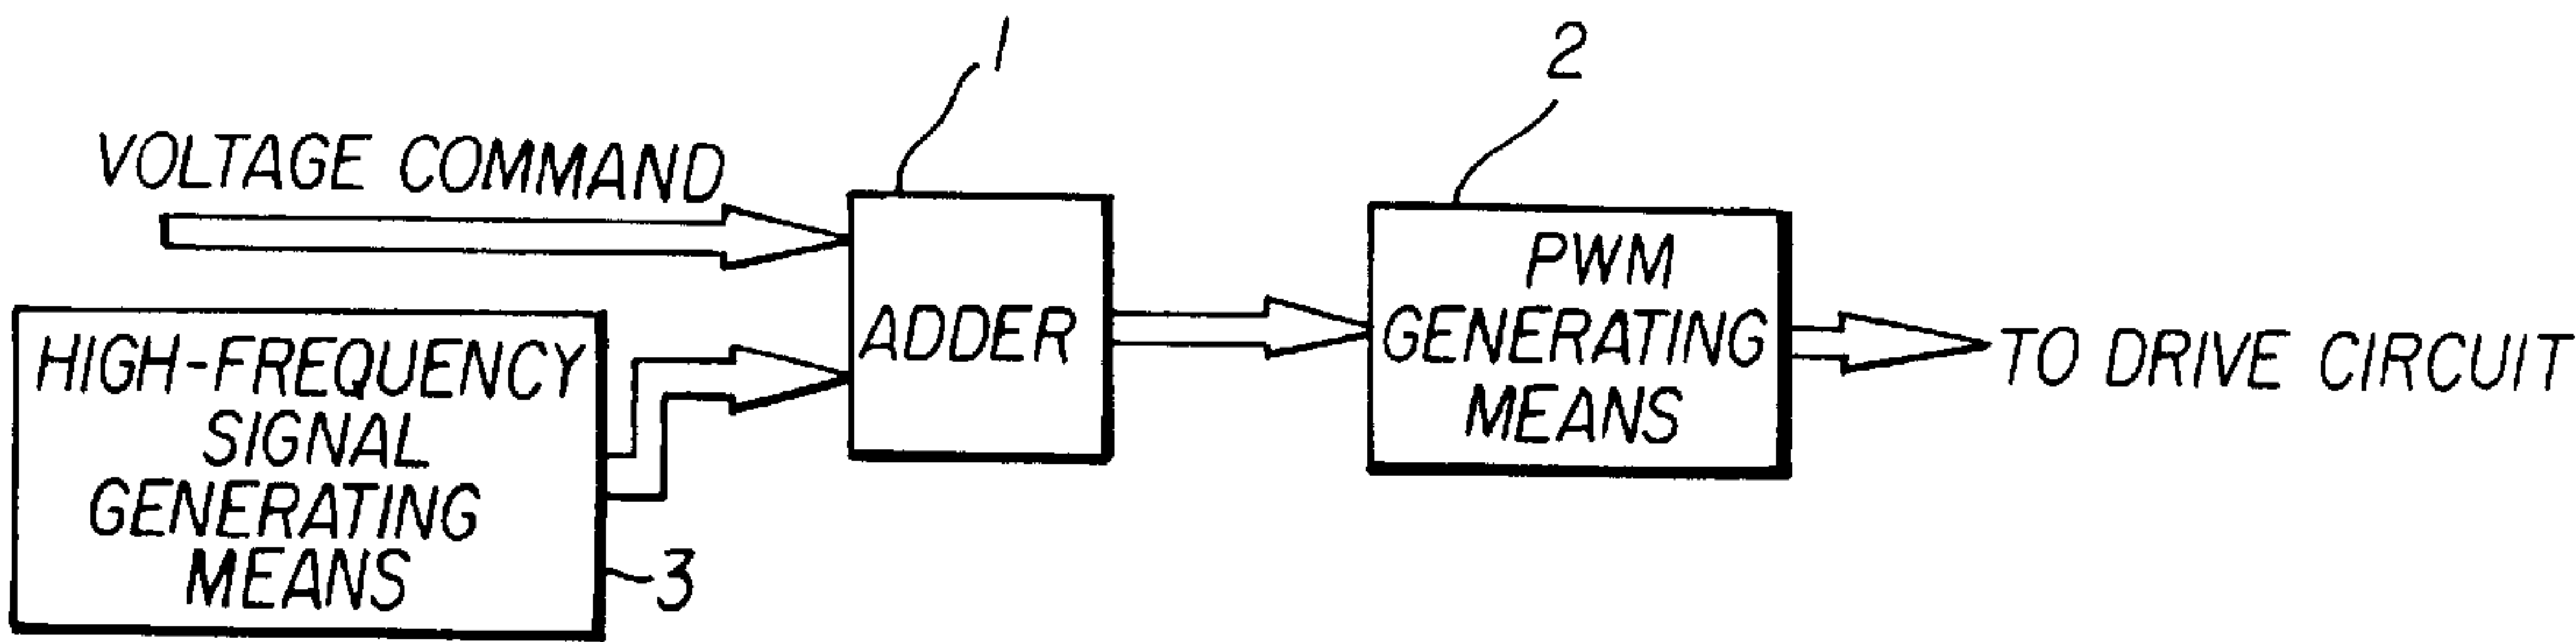 1
2
VOLTAGE COMMAND
ADDER
PWM
GENERATING
MEANS
TO DRIVE CIRCUIT
HIGH-FREQUENCY
SIGNAL
GENERATING
MEANS
3